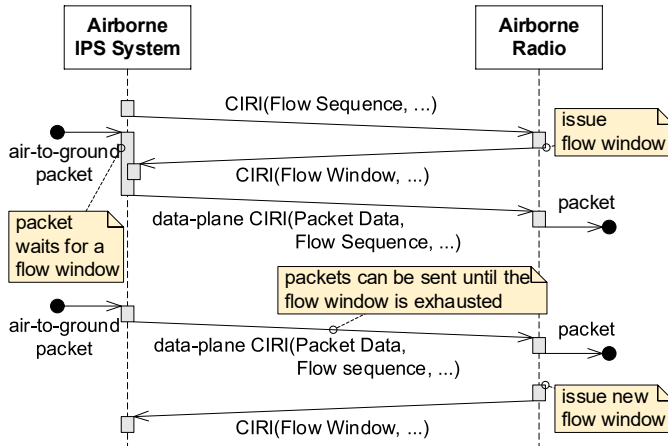 Airborne
IPS System
Airborne
Radio
CIRI(Flow Sequence, ...)
issue
flow window
air-to-ground
packet
CIRI(Flow Window, ...)
packet
waits for a
flow window
data-plane CIRI(Packet Data,
Flow Sequence, ...)
packet
packets can be sent until the
flow window is exhausted
air-to-ground
packet
data-plane CIRI(Packet Data,
Flow sequence, ...)
packet
issue new
flow window
CIRI(Flow Window, ...)